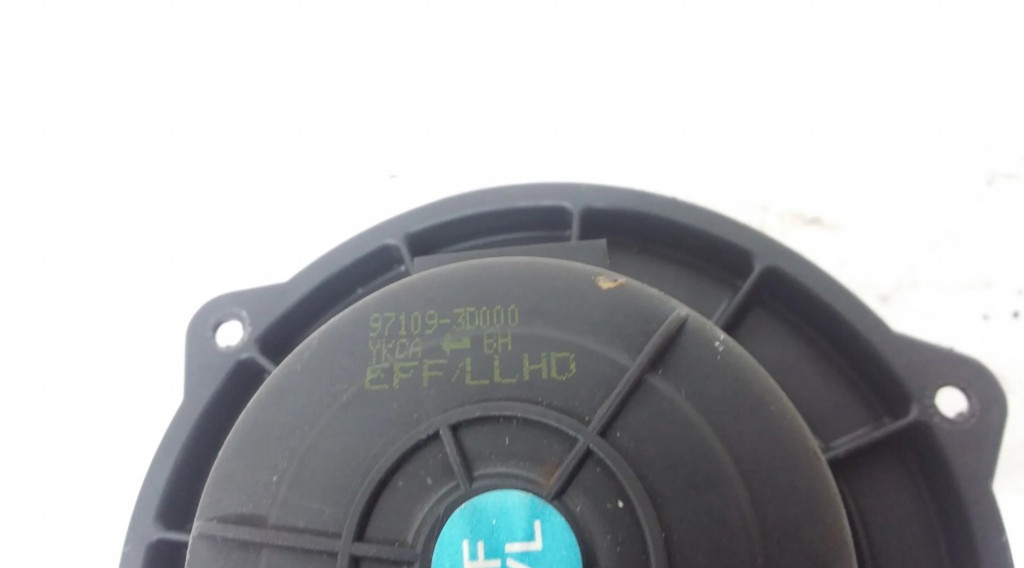 97109-3D000
YKCA ← BH
EFF/LLHD
F
/L